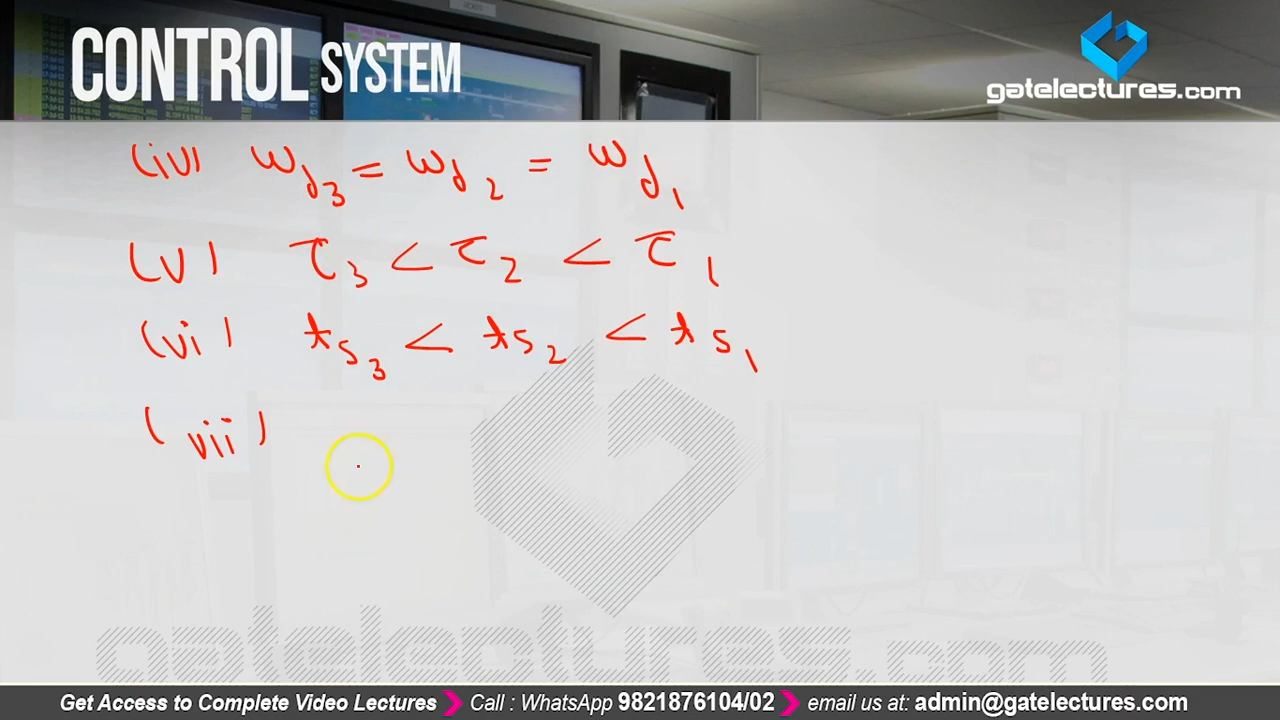 CONTROL SYSTEM
gatelectures.com
(iv) ωd3 = ωd2 = ωd1
(v) τ3 < τ2 < τ1
(vi) ts3 < ts2 < ts1
(vii)
gatelectures.com
Get Access to Complete Video Lectures Call : WhatsApp 9821876104/02 email us at: admin@gatelectures.com